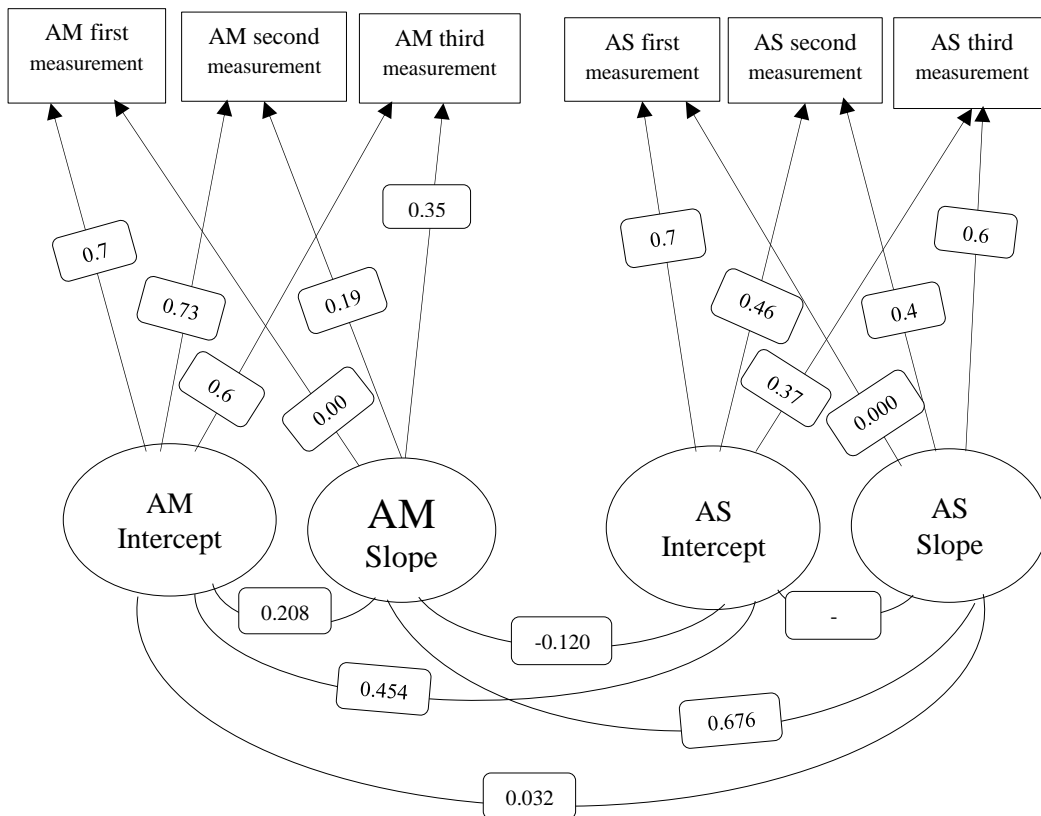 AM first
measurement
AM second
measurement
AM third
measurement
AS first
measurement
AS second
measurement
AS third
measurement
0.35
0.7
0.7
0.6
0.73
0.19
0.46
0.4
0.6
0.00
0.37
0.000
AM
Intercept
AM
Slope
AS
Intercept
AS
Slope
0.208
-0.120
-
0.454
0.676
0.032